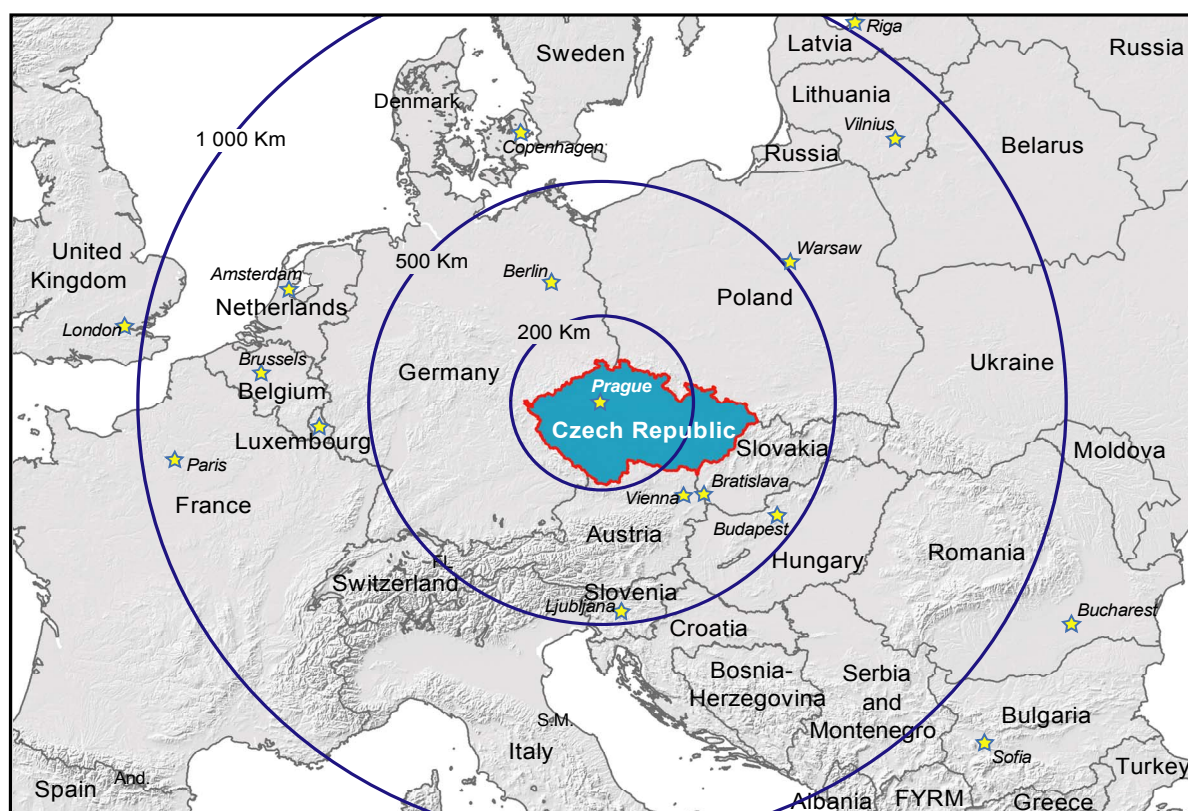 Riga
Latvia
Russia
Sweden
Denmark
Lithuania
1 000 Km
Vilnius
Copenhagen
Russia
Belarus
United
Kingdom
500 Km
Warsaw
Amsterdam
Berlin
Netherlands
Poland
London
200 Km
Brussels
Ukraine
Germany
Belgium
Prague
Czech Republic
Luxembourg
Slovakia
Moldova
Paris
France
Vienna
Bratislava
Austria
Budapest
Romania
Hungary
FL
Switzerland
Slovenia
Ljubljana
Bucharest
Croatia
Bosnia-
Herzegovina
Serbia
and
Montenegro
S.M.
Bulgaria
Italy
Sofia
Turkey
And.
Spain
Albania
FYRM
Greece